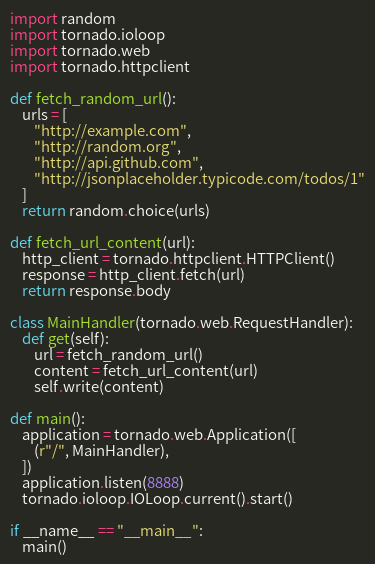 import random
import tornado.ioloop
import tornado.web
import tornado.httpclient

def fetch_random_url():
    urls = [
        "http://example.com",
        "http://random.org",
        "http://api.github.com",
        "http://jsonplaceholder.typicode.com/todos/1"
    ]
    return random.choice(urls)

def fetch_url_content(url):
    http_client = tornado.httpclient.HTTPClient()
    response = http_client.fetch(url)
    return response.body

class MainHandler(tornado.web.RequestHandler):
    def get(self):
        url = fetch_random_url()
        content = fetch_url_content(url)
        self.write(content)

def main():
    application = tornado.web.Application([
        (r"/", MainHandler),
    ])
    application.listen(8888)
    tornado.ioloop.IOLoop.current().start()

if __name__ == "__main__":
    main()